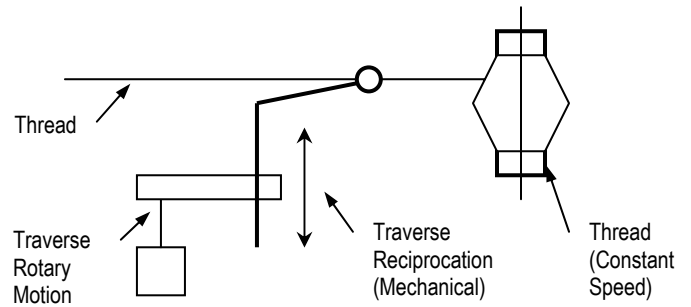 Thread
Traverse
Rotary
Motion
Traverse
Reciprocation
(Mechanical)
Thread
(Constant
Speed)